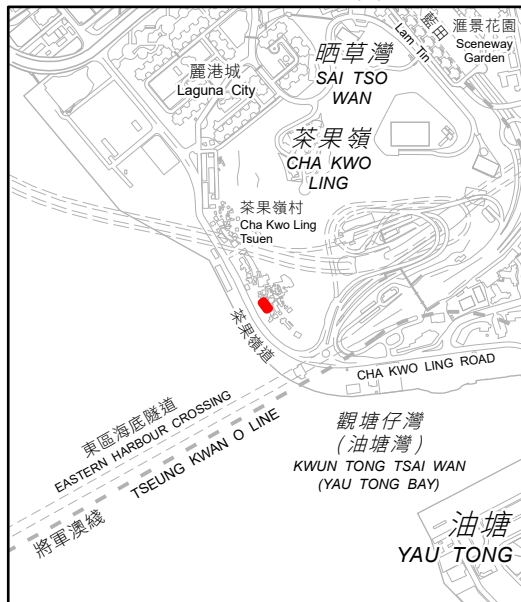 藍田
Lam Tin
滙景花園
Sceneway
Garden
晒草灣
SAI TSO
WAN
麗港城
Laguna City
茶果嶺
CHA KWO
LING
茶果嶺村
Cha Kwo Ling
Tsuen
茶果嶺道
CHA KWO LING ROAD
東區海底隧道
EASTERN HARBOUR CROSSING
將軍澳綫
TSEUNG KWAN O LINE
觀塘仔灣
(油塘灣)
KWUN TONG TSAI WAN
(YAU TONG BAY)
油塘
YAU TONG